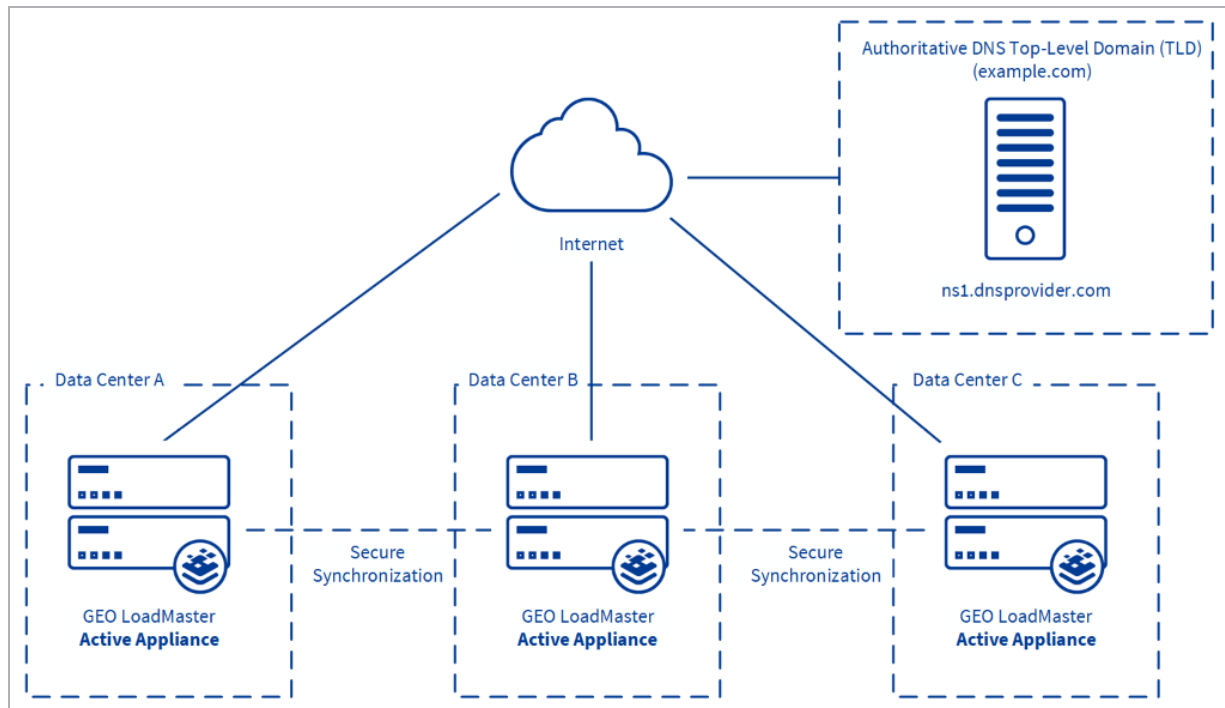 Authoritative DNS Top-Level Domain (TLD)
(example.com)
ns1.dnsprovider.com
Internet
Data Center A
Data Center B
Data Center C
Secure
Synchronization
Secure
Synchronization
GEO LoadMaster
Active Appliance
GEO LoadMaster
Active Appliance
GEO LoadMaster
Active Appliance